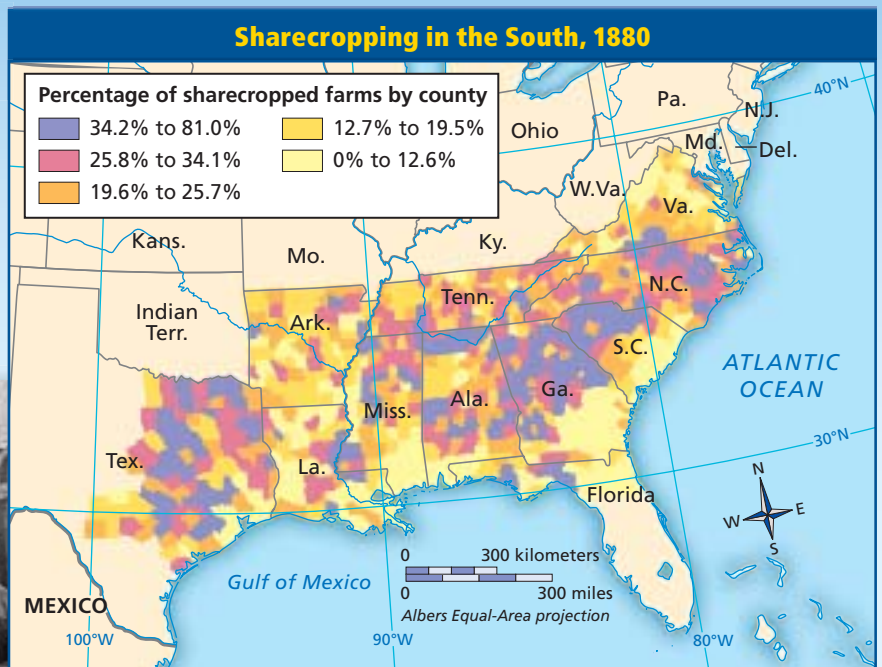 Sharecropping in the South, 1880
Percentage of sharecropped farms by county
34.2% to 81.0%
12.7% to 19.5%
25.8% to 34.1%
0% to 12.6%
19.6% to 25.7%
Pa.
40°N
N.J.
Ohio
Md.
Del.
W.Va.
Va.
Kans.
Mo.
Ky.
N.C.
Indian
Terr.
Tenn.
Ark.
S.C.
ATLANTIC
OCEAN
Miss.
Ala.
Ga.
30°N
Tex.
La.
Florida
N
W
E
S
0
300 kilometers
0
300 miles
Albers Equal-Area projection
Gulf of Mexico
MEXICO
100°W
90°W
80°W